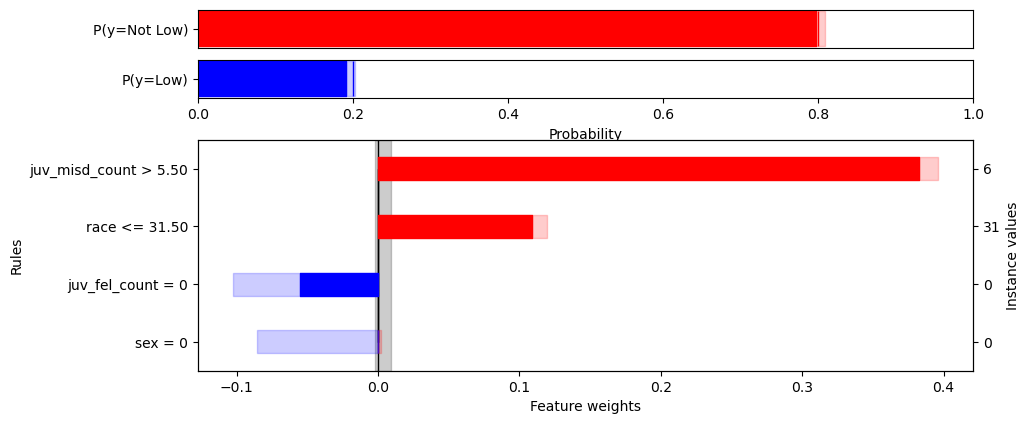 P(y=Not Low)
P(y=Low)
0.0 0.2 0.4 0.6 0.8 1.0
Probability
juv_misd_count > 5.50 6
race <= 31.50 31
juv_fel_count = 0 0
sex = 0 0
Rules
Instance values
−0.1 0.0 0.1 0.2 0.3 0.4
Feature weights